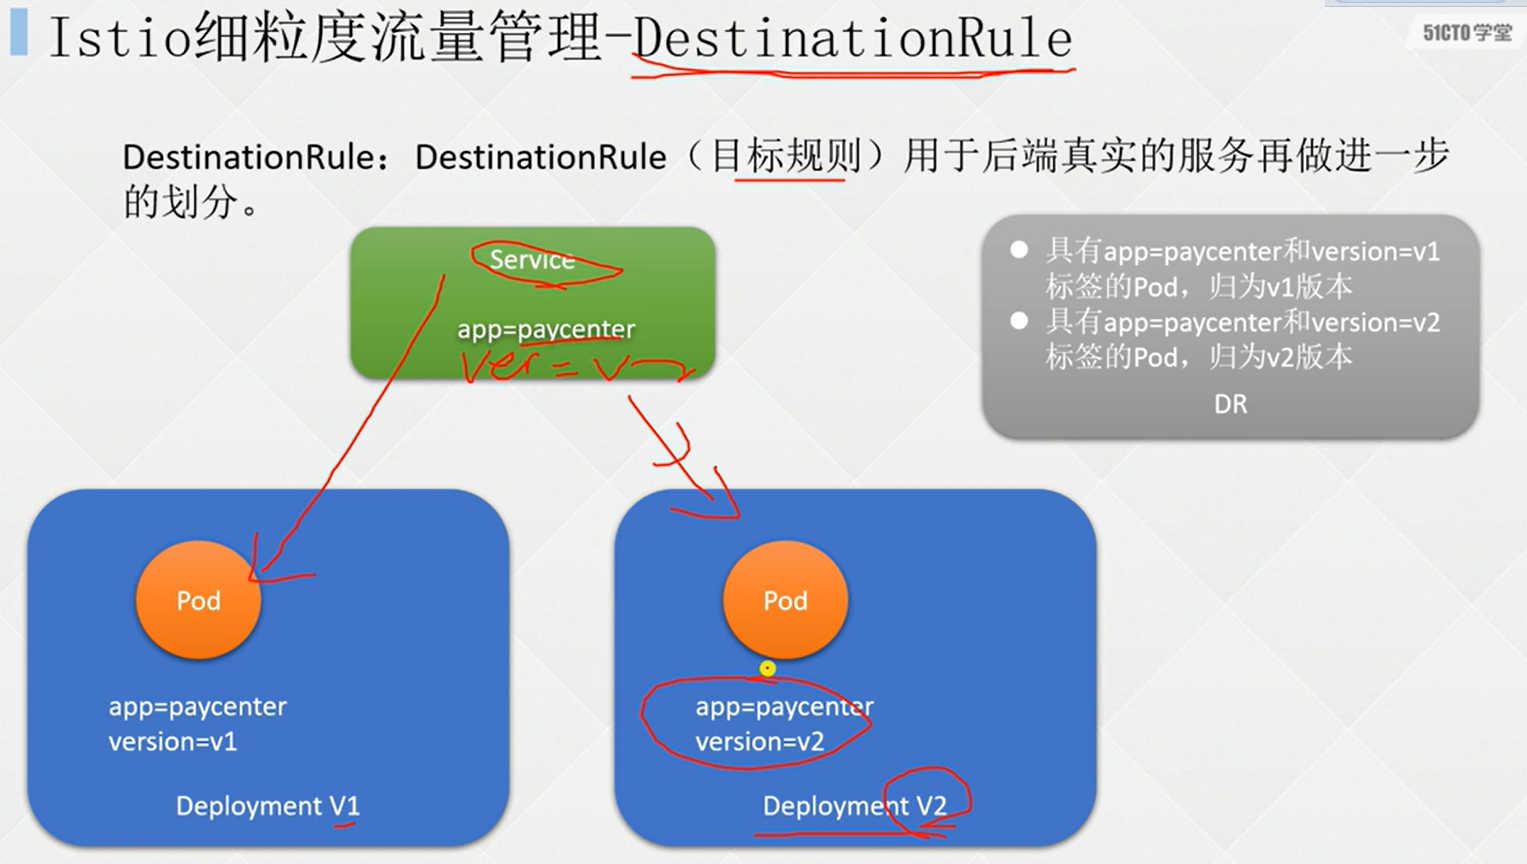 Istio细粒度流量管理-DestinationRule
51CTO学堂
DestinationRule：DestinationRule（目标规则）用于后端真实的服务再做进一步
的划分。
Service
app=paycenter
ver=v2
具有app=paycenter和version=v1
标签的Pod，归为v1版本
具有app=paycenter和version=v2
标签的Pod，归为v2版本
DR
Pod
app=paycenter
version=v1
Deployment V1
Pod
app=paycenter
version=v2
Deployment V2